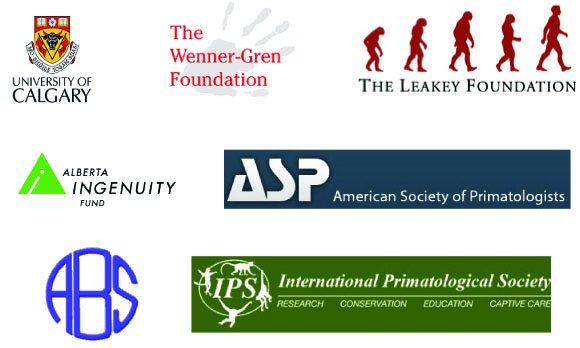 UNIVERSITY OF
CALGARY
The
Wenner-Gren
Foundation
THE LEAKEY FOUNDATION
i
ALBERTA
INGENUITY
FUND
ASP American Society of Primatologists
ABS
IPS International Primatological Society
RESEARCH CONSERVATION EDUCATION CAPTIVE CARE